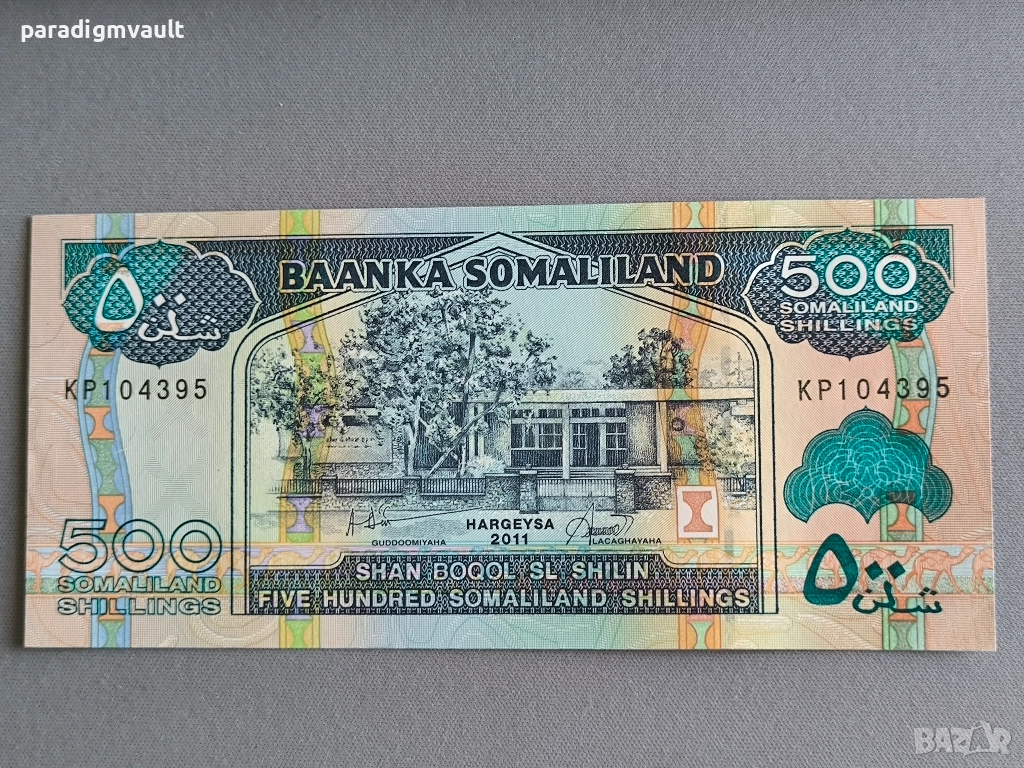 paradigmvault
BAANKA SOMALILAND
٥٠٠
شلن
500
SOMALILAND
SHILLINGS
KP104395
KP104395
HARGEYSA
2011
GUDDOOMIYAHA
LACAGHAYAHA
500
SOMALILAND
SHILLINGS
SHAN BOQOL SL SHILIN
FIVE HUNDRED SOMALILAND SHILLINGS
٥٠٠
شلن
BAZAR